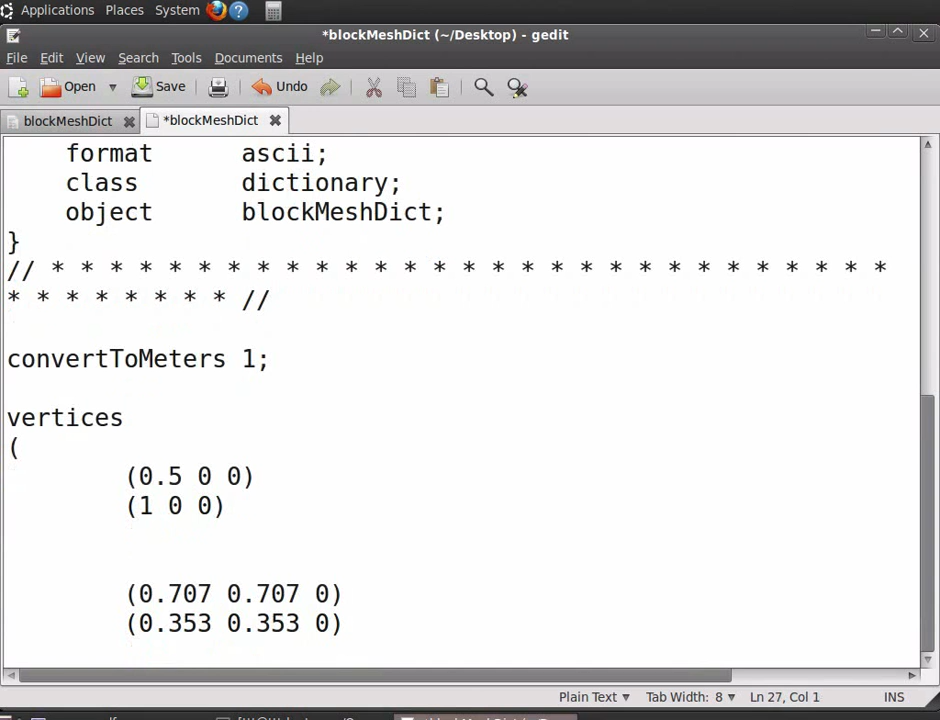 Applications Places System
*blockMeshDict (~/Desktop) - gedit
File Edit View Search Tools Documents Help
Open Save Undo
blockMeshDict *blockMeshDict
format ascii;
class dictionary;
object blockMeshDict;
}
// * * * * * * * * * * * * * * * * * * * * * * * * * * * * *
* * * * * * * * //
convertToMeters 1;
vertices
(
(0.5 0 0)
(1 0 0)
(0.707 0.707 0)
(0.353 0.353 0)
Plain Text Tab Width: 8 Ln 27, Col 1 INS